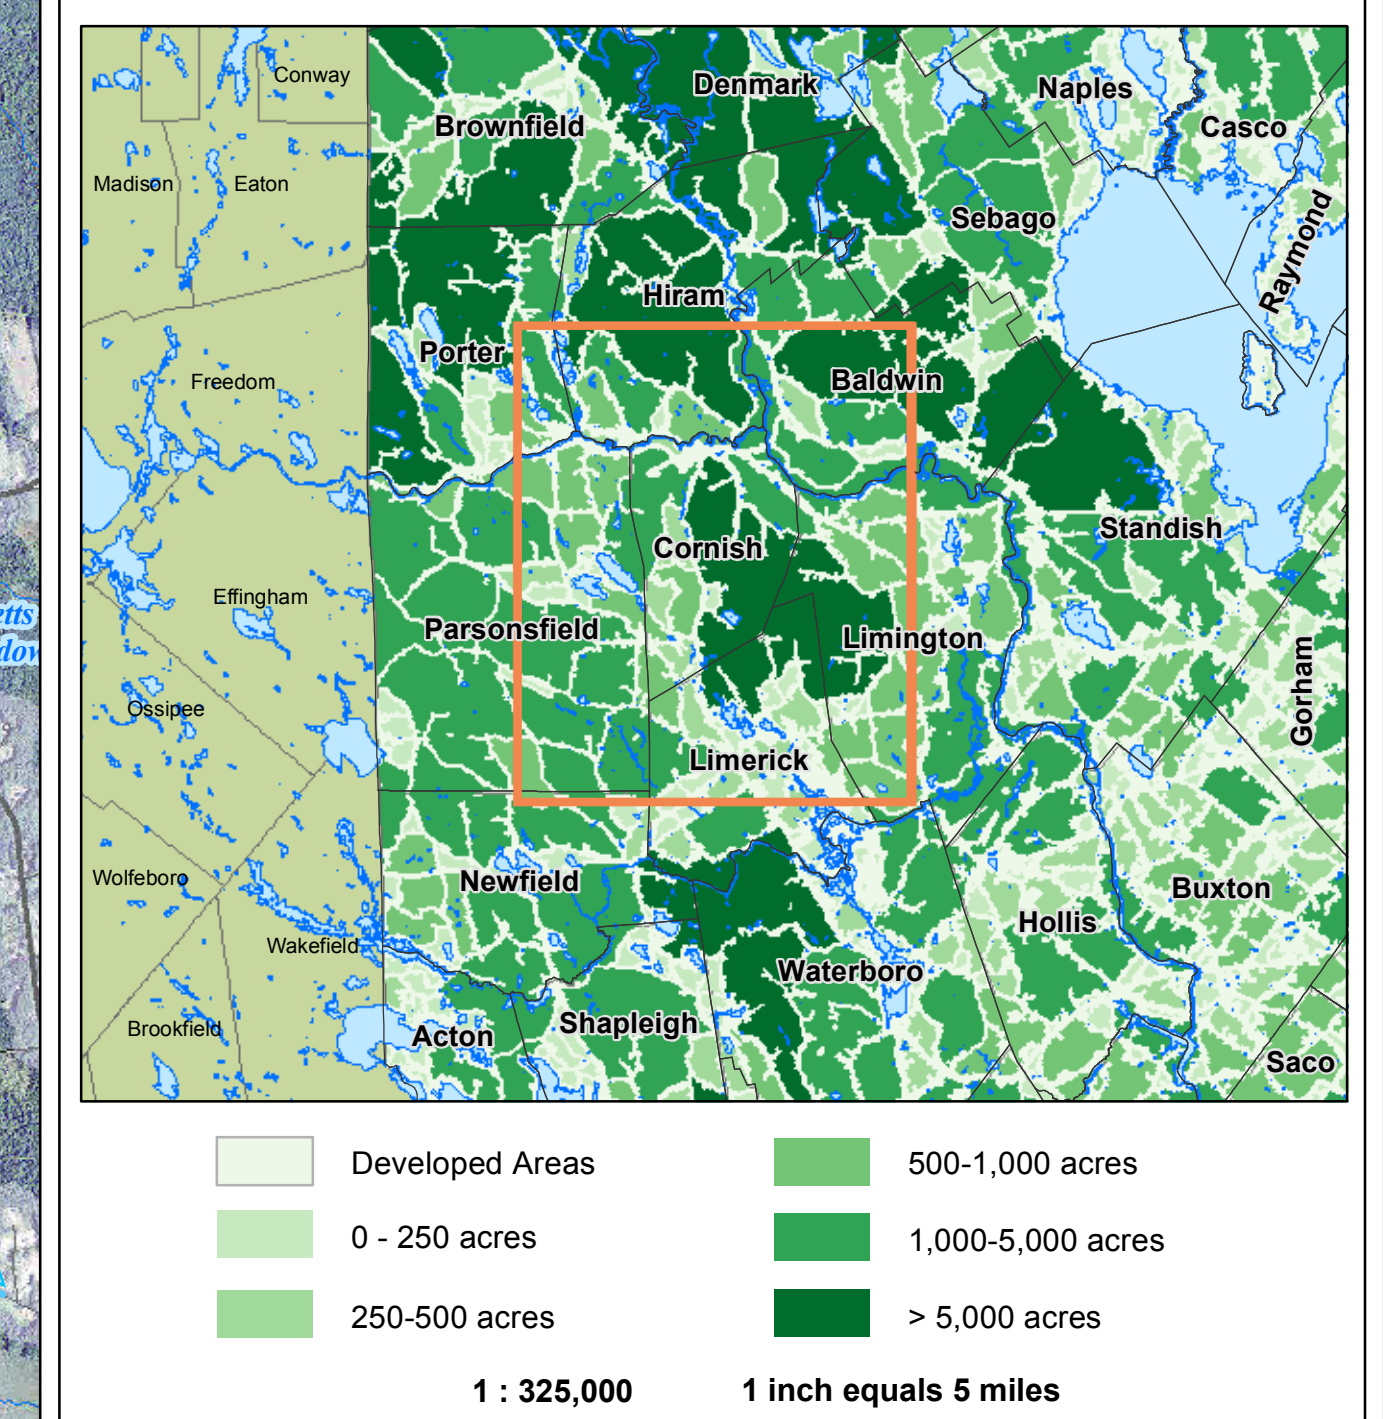 Conway
Denmark
Naples
Brownfield
Casco
Madison
Eaton
Sebago
Raymond
Hiram
Porter
Freedom
Baldwin
Standish
Cornish
Effingham
etts
Parsonsfield
Limington
Gorham
Ossipee
Limerick
Wolfeboro
Newfield
Buxton
Hollis
Wakefield
Waterboro
Brookfield
Shapleigh
Acton
Saco
Developed Areas
500-1,000 acres
0 - 250 acres
1,000-5,000 acres
250-500 acres
> 5,000 acres
1 : 325,000
1 inch equals 5 miles